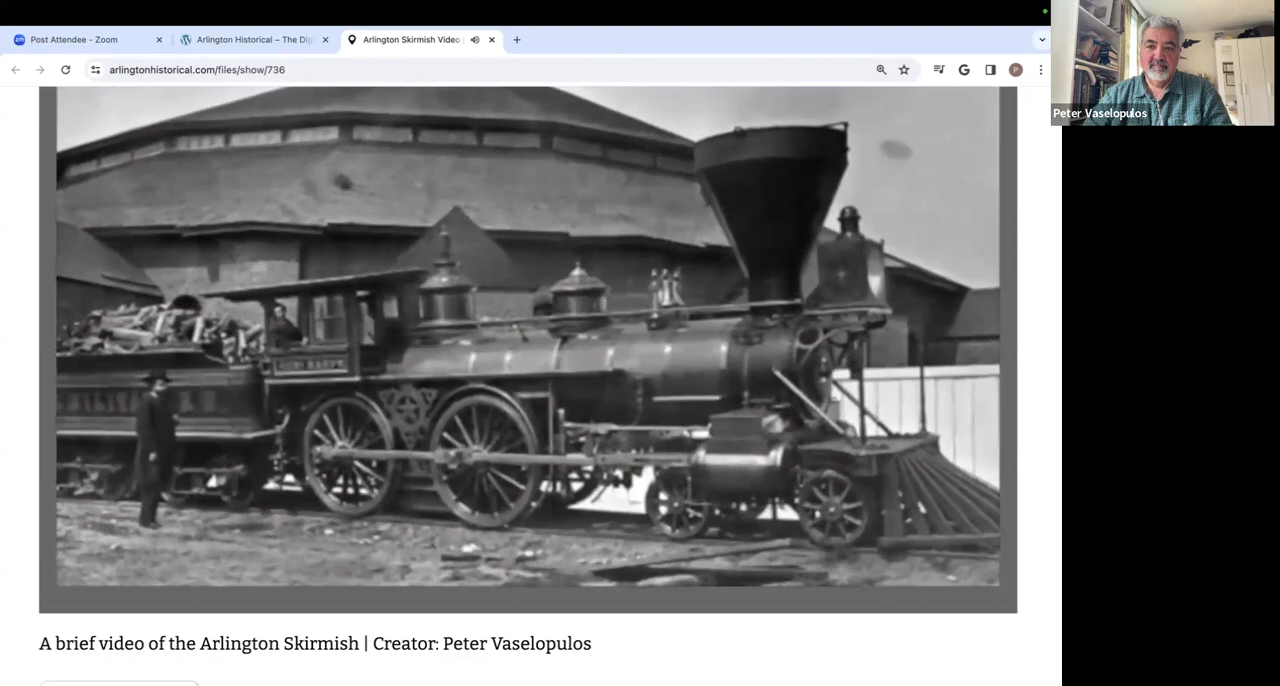 Post Attendee - Zoom
Arlington Historical – The Dig
Arlington Skirmish Video
arlingtonhistorical.com/files/show/736
P
Peter Vaselopulos
A brief video of the Arlington Skirmish | Creator: Peter Vaselopulos